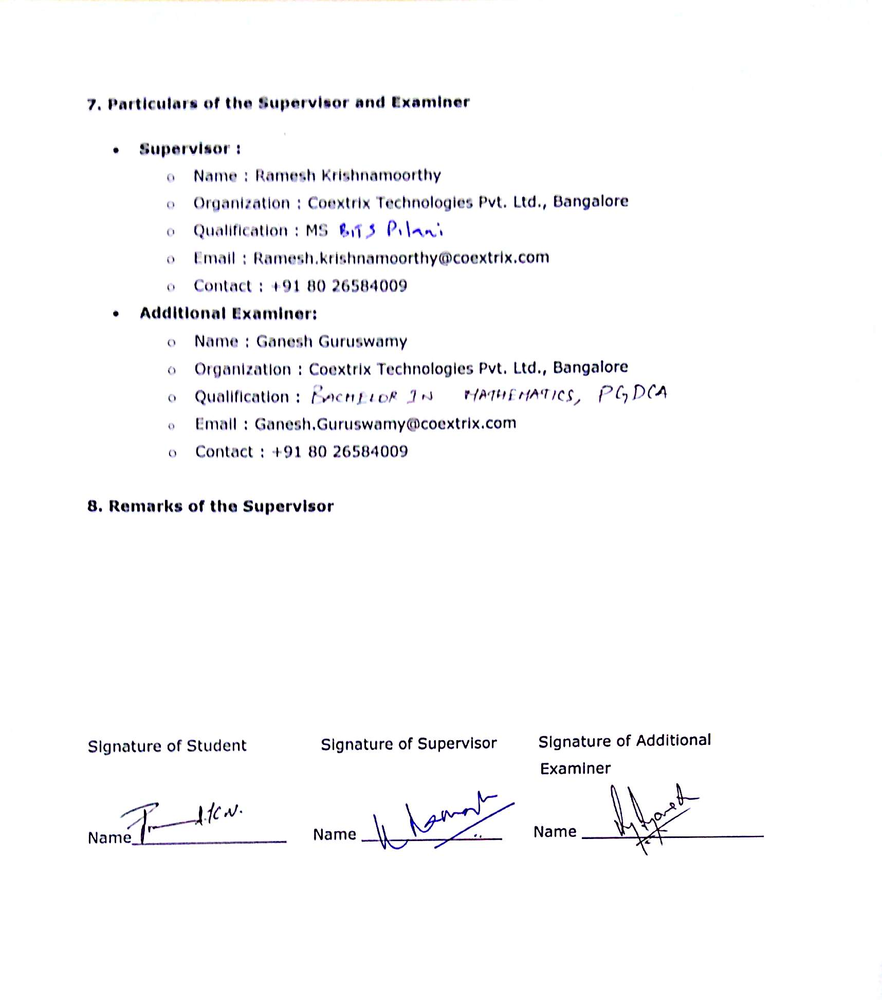 7. Particulars of the Supervisor and Examiner
• Supervisor :
o Name : Ramesh Krishnamoorthy
o Organization : Coextrix Technologies Pvt. Ltd., Bangalore
o Qualification : MS BITS Pilani
o Email : Ramesh.krishnamoorthy@coextrix.com
o Contact : +91 80 26584009
• Additional Examiner:
o Name : Ganesh Guruswamy
o Organization : Coextrix Technologies Pvt. Ltd., Bangalore
o Qualification : BACHELOR IN MATHEMATICS, PGDCA
o Email : Ganesh.Guruswamy@coextrix.com
o Contact : +91 80 26584009
8. Remarks of the Supervisor
Signature of Student Signature of Supervisor Signature of Additional
Examiner
Name Name Name